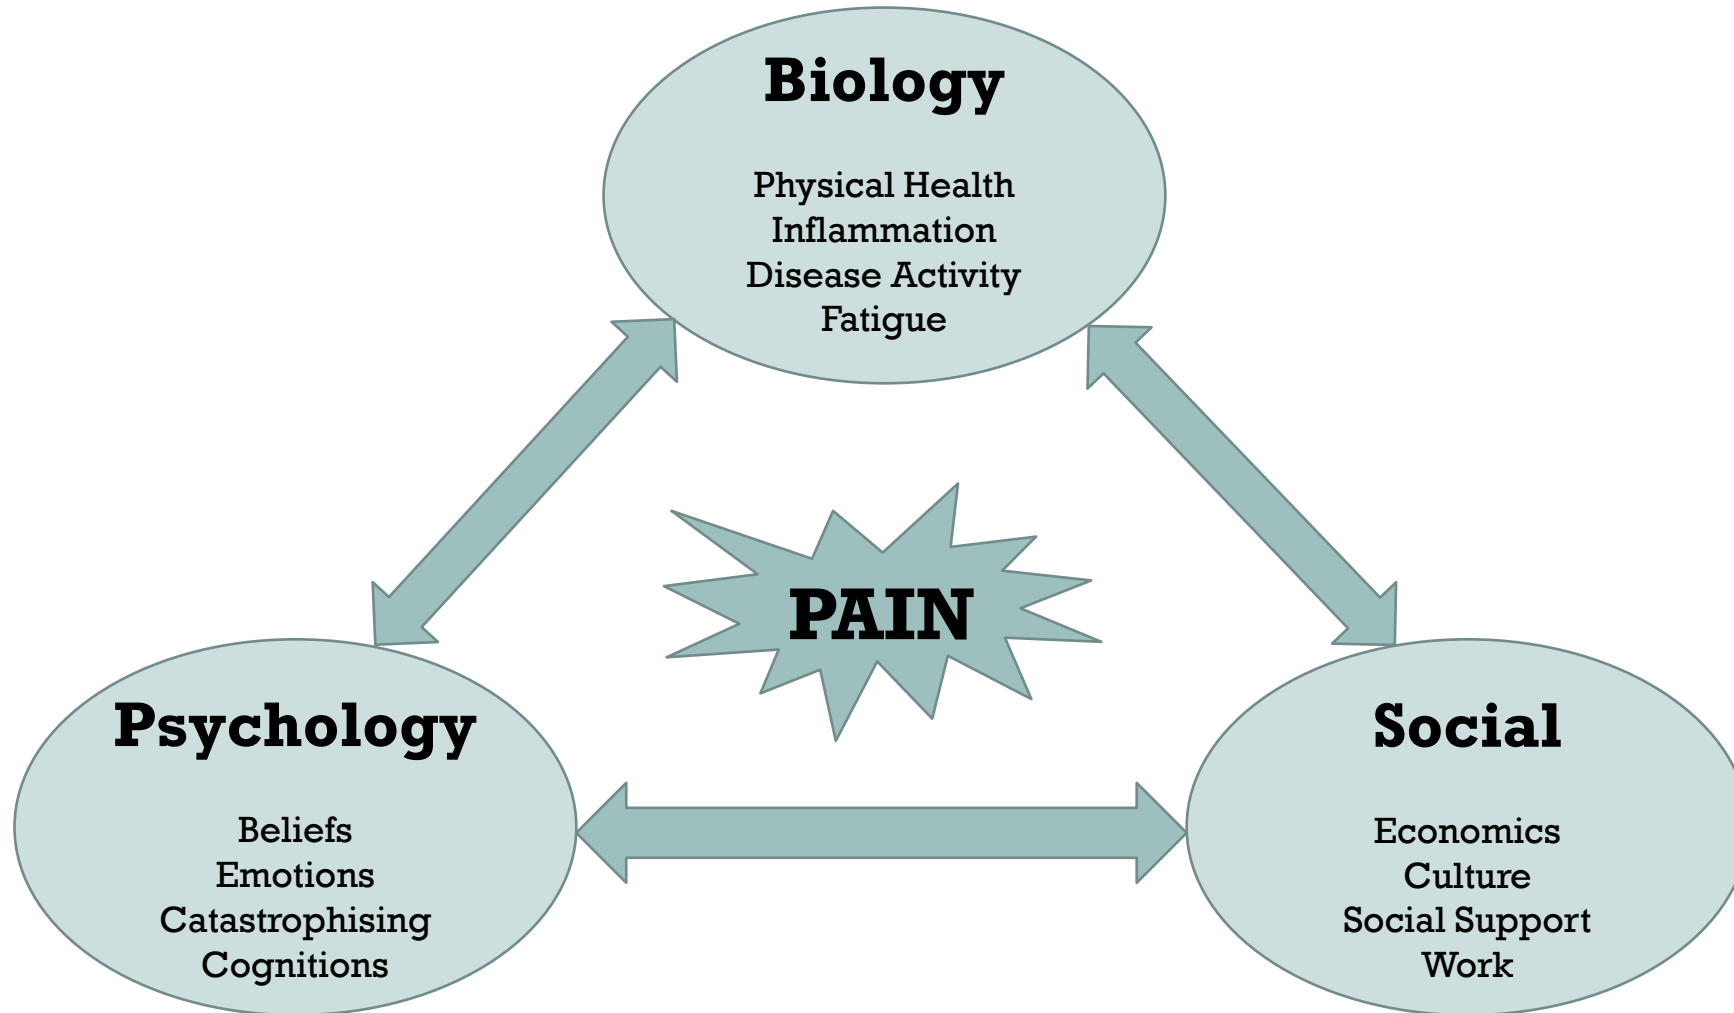 Biology
Physical Health
Inflammation
Disease Activity
Fatigue
PAIN
Psychology
Beliefs
Emotions
Catastrophising
Cognitions
Social
Economics
Culture
Social Support
Work